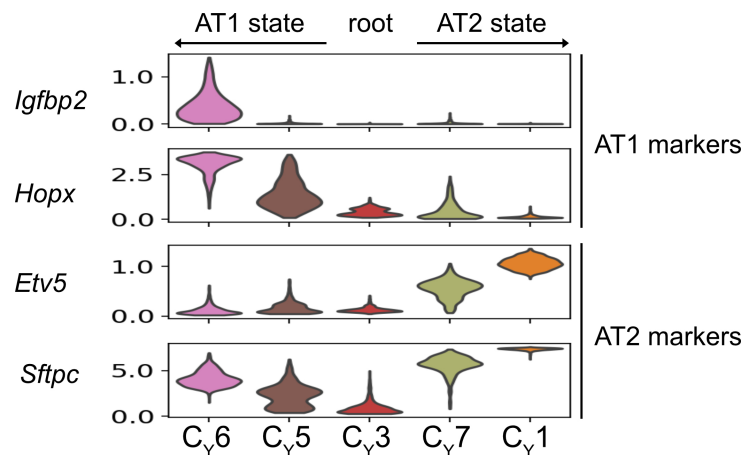 AT1 state root AT2 state
Igfbp2 1.0 0.0
AT1 markers
Hopx 2.5 0.0
Etv5 1.0 0.0
AT2 markers
Sftpc 5.0 0.0
CY6 CY5 CY3 CY7 CY1